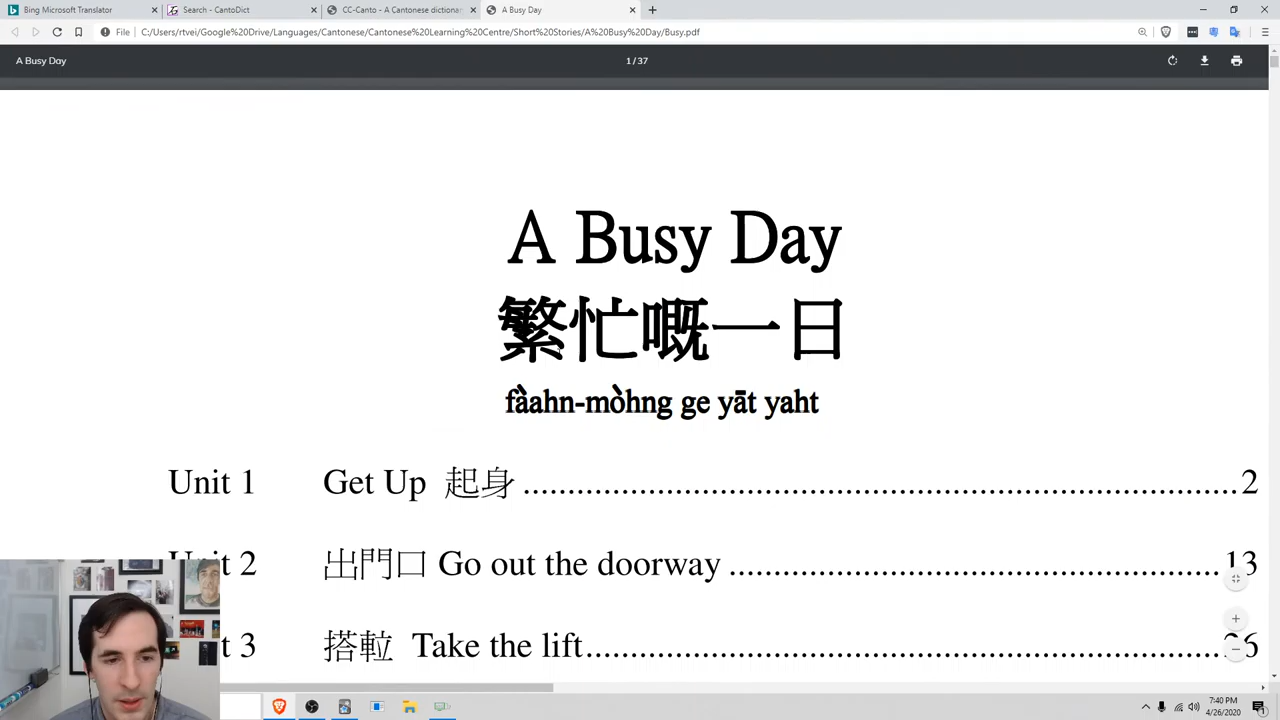 Bing Microsoft Translator
Search - CantoDict
CC-Canto - A Cantonese dictionar
A Busy Day
File
C:/Users/rtvei/Google%20Drive/Languages/Cantonese/Cantonese%20Learning%20Centre/Short%20Stories/A%20Busy%20Day/Busy.pdf
A Busy Day
1 / 37
A Busy Day
繁忙嘅一日
fàahn-mòhng ge yāt yaht
Unit 1 Get Up 起身 2
Unit 2 出門口 Go out the doorway 13
t 3 搭𨋢 Take the lift 26
7:40 PM
4/26/2020